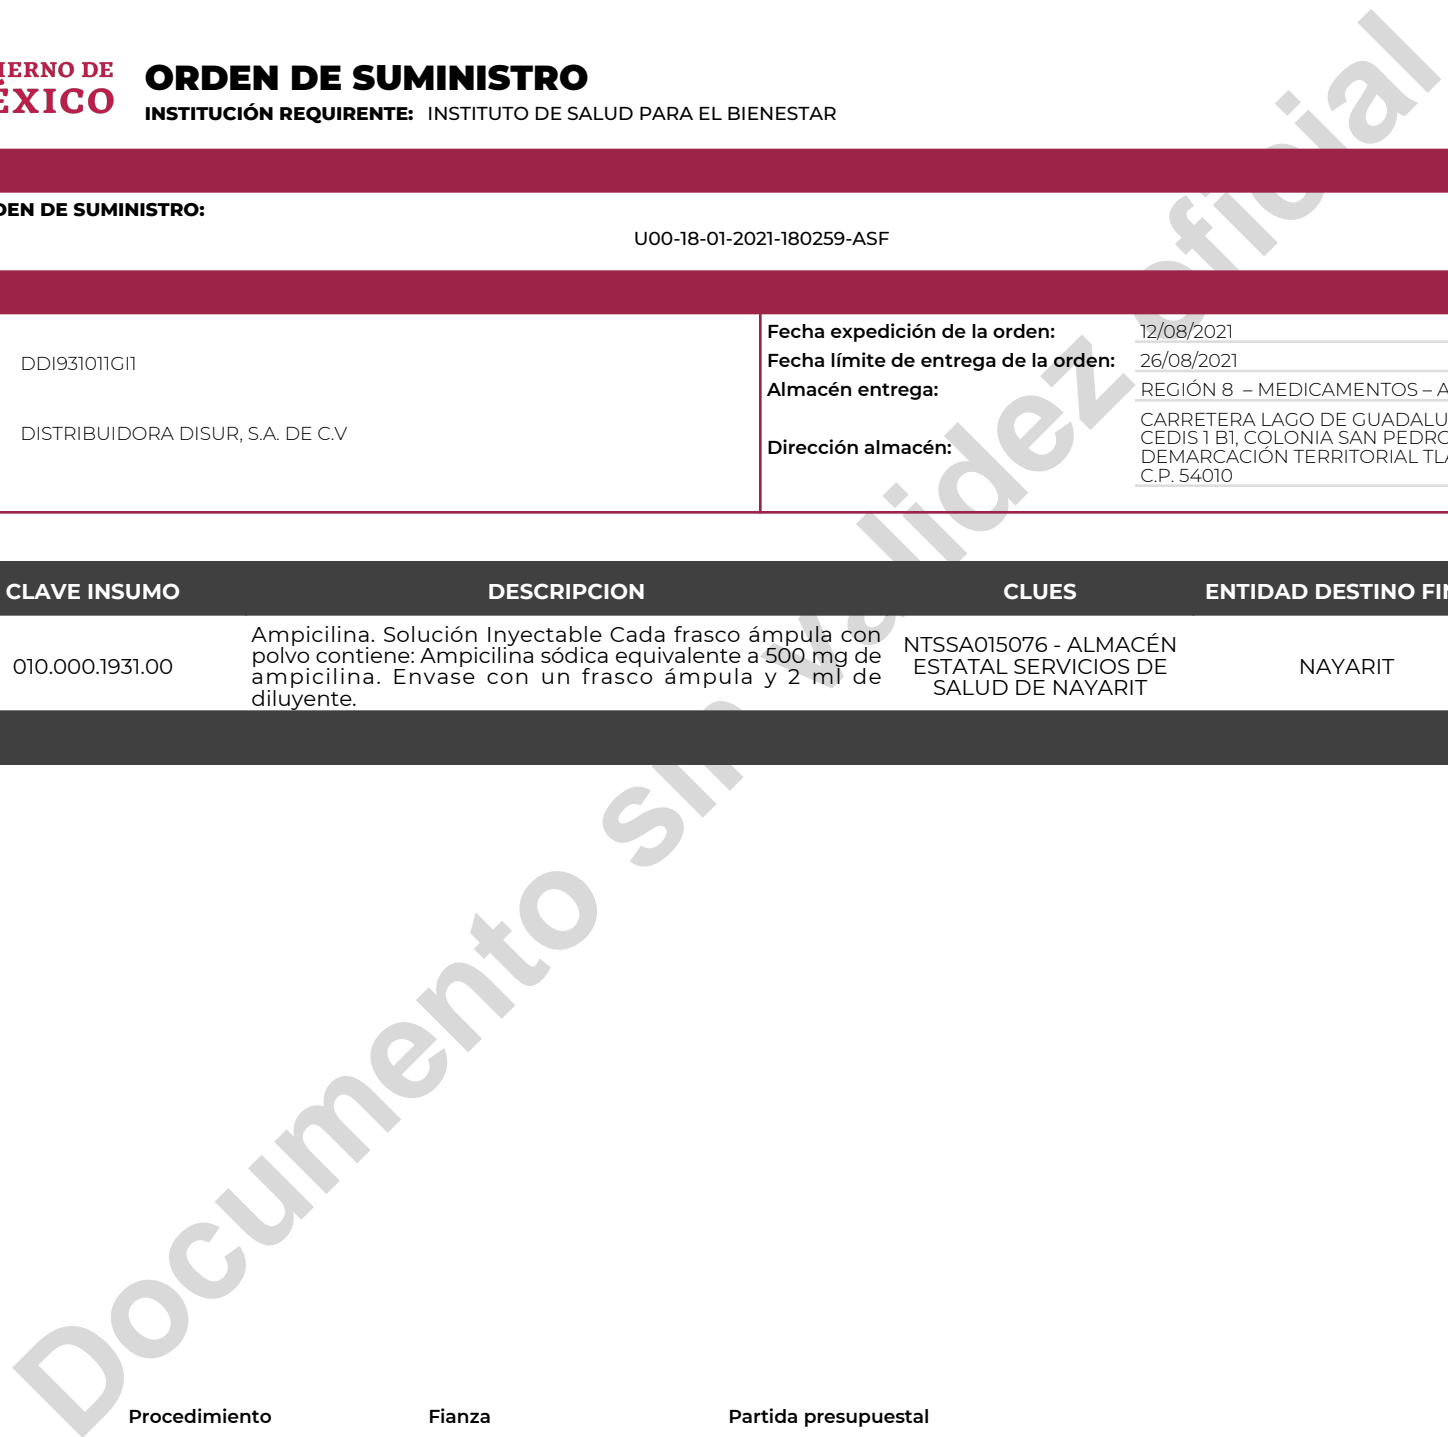 IERNO DE
ÉXICO
ORDEN DE SUMINISTRO
INSTITUCIÓN REQUIRENTE: INSTITUTO DE SALUD PARA EL BIENESTAR
DEN DE SUMINISTRO:
U00-18-01-2021-180259-ASF
DDI931011GI1
DISTRIBUIDORA DISUR, S.A. DE C.V
Fecha expedición de la orden: 12/08/2021
Fecha límite de entrega de la orden: 26/08/2021
Almacén entrega: REGIÓN 8 – MEDICAMENTOS – A
Dirección almacén:
CARRETERA LAGO DE GUADALU
CEDIS 1 B1, COLONIA SAN PEDRO
DEMARCACIÓN TERRITORIAL TLA
C.P. 54010
CLAVE INSUMO DESCRIPCION CLUES ENTIDAD DESTINO FIN
010.000.1931.00
Ampicilina. Solución Inyectable Cada frasco ámpula con
polvo contiene: Ampicilina sódica equivalente a 500 mg de
ampicilina. Envase con un frasco ámpula y 2 ml de
diluyente.
NTSSA015076 - ALMACÉN
ESTATAL SERVICIOS DE
SALUD DE NAYARIT
NAYARIT
Documento sin validez oficial
Procedimiento Fianza Partida presupuestal